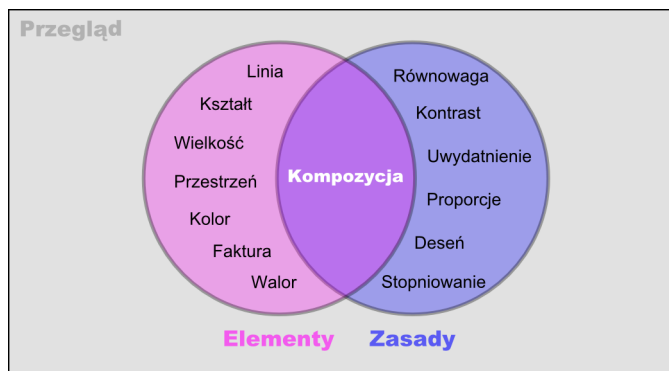 Przegląd
Linia
Kształt
Wielkość
Przestrzeń
Kolor
Faktura
Walor
Kompozycja
Równowaga
Kontrast
Uwydatnienie
Proporcje
Deseń
Stopniowanie
Elementy
Zasady